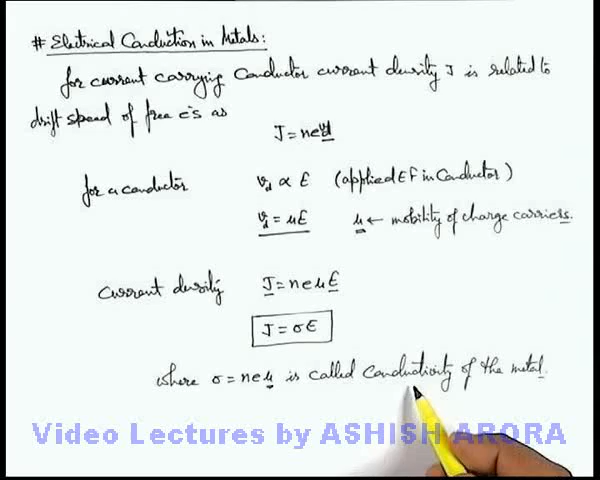 # Electrical Conduction in Metals:
for current carrying Conductor current density J is related to
drift speed of free e⁻s as
J = nevd
for a conductor vd ∝ E (applied EF in Conductor)
vd = μE μ ← mobility of charge carriers.
Current density J = neμE
J = σE
where σ = neμ is called Conductivity of the metal.
Video Lectures by ASHISH ARORA